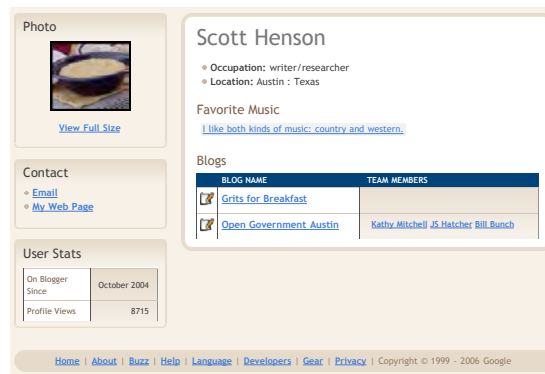 Photo
View Full Size
Contact
Email
My Web Page
User Stats
On Blogger
Since
October 2004
Profile Views 8715
Scott Henson
Occupation: writer/researcher
Location: Austin : Texas
Favorite Music
I like both kinds of music: country and western.
Blogs
BLOG NAME TEAM MEMBERS
Grits for Breakfast
Open Government Austin Kathy Mitchell JS Hatcher Bill Bunch
Home | About | Buzz | Help | Language | Developers | Gear | Privacy | Copyright © 1999 - 2006 Google